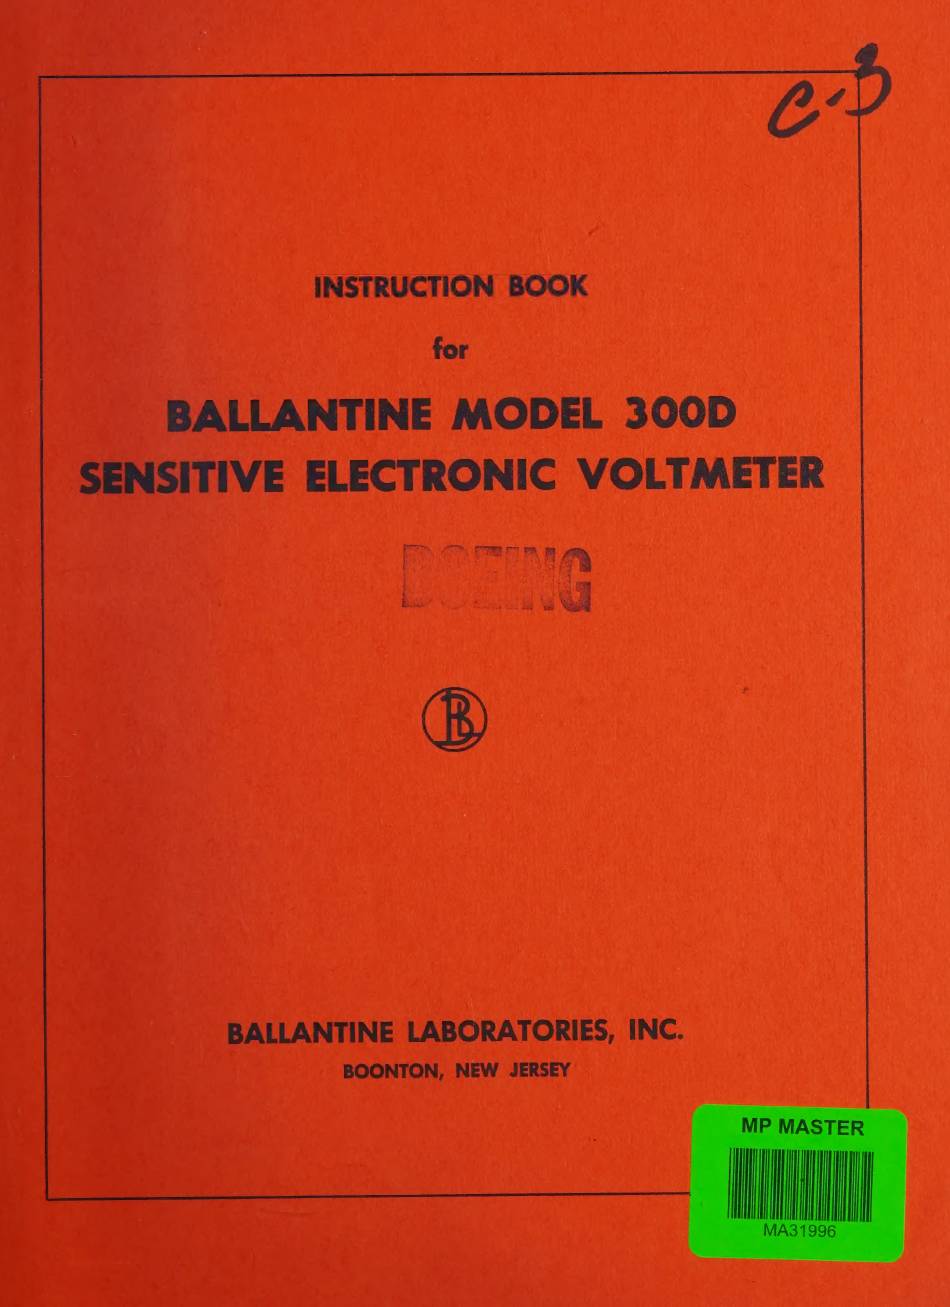 C-3
INSTRUCTION BOOK
for
BALLANTINE MODEL 300D
SENSITIVE ELECTRONIC VOLTMETER
BOEING
BL
BALLANTINE LABORATORIES, INC.
BOONTON, NEW JERSEY
MP MASTER
MA31996